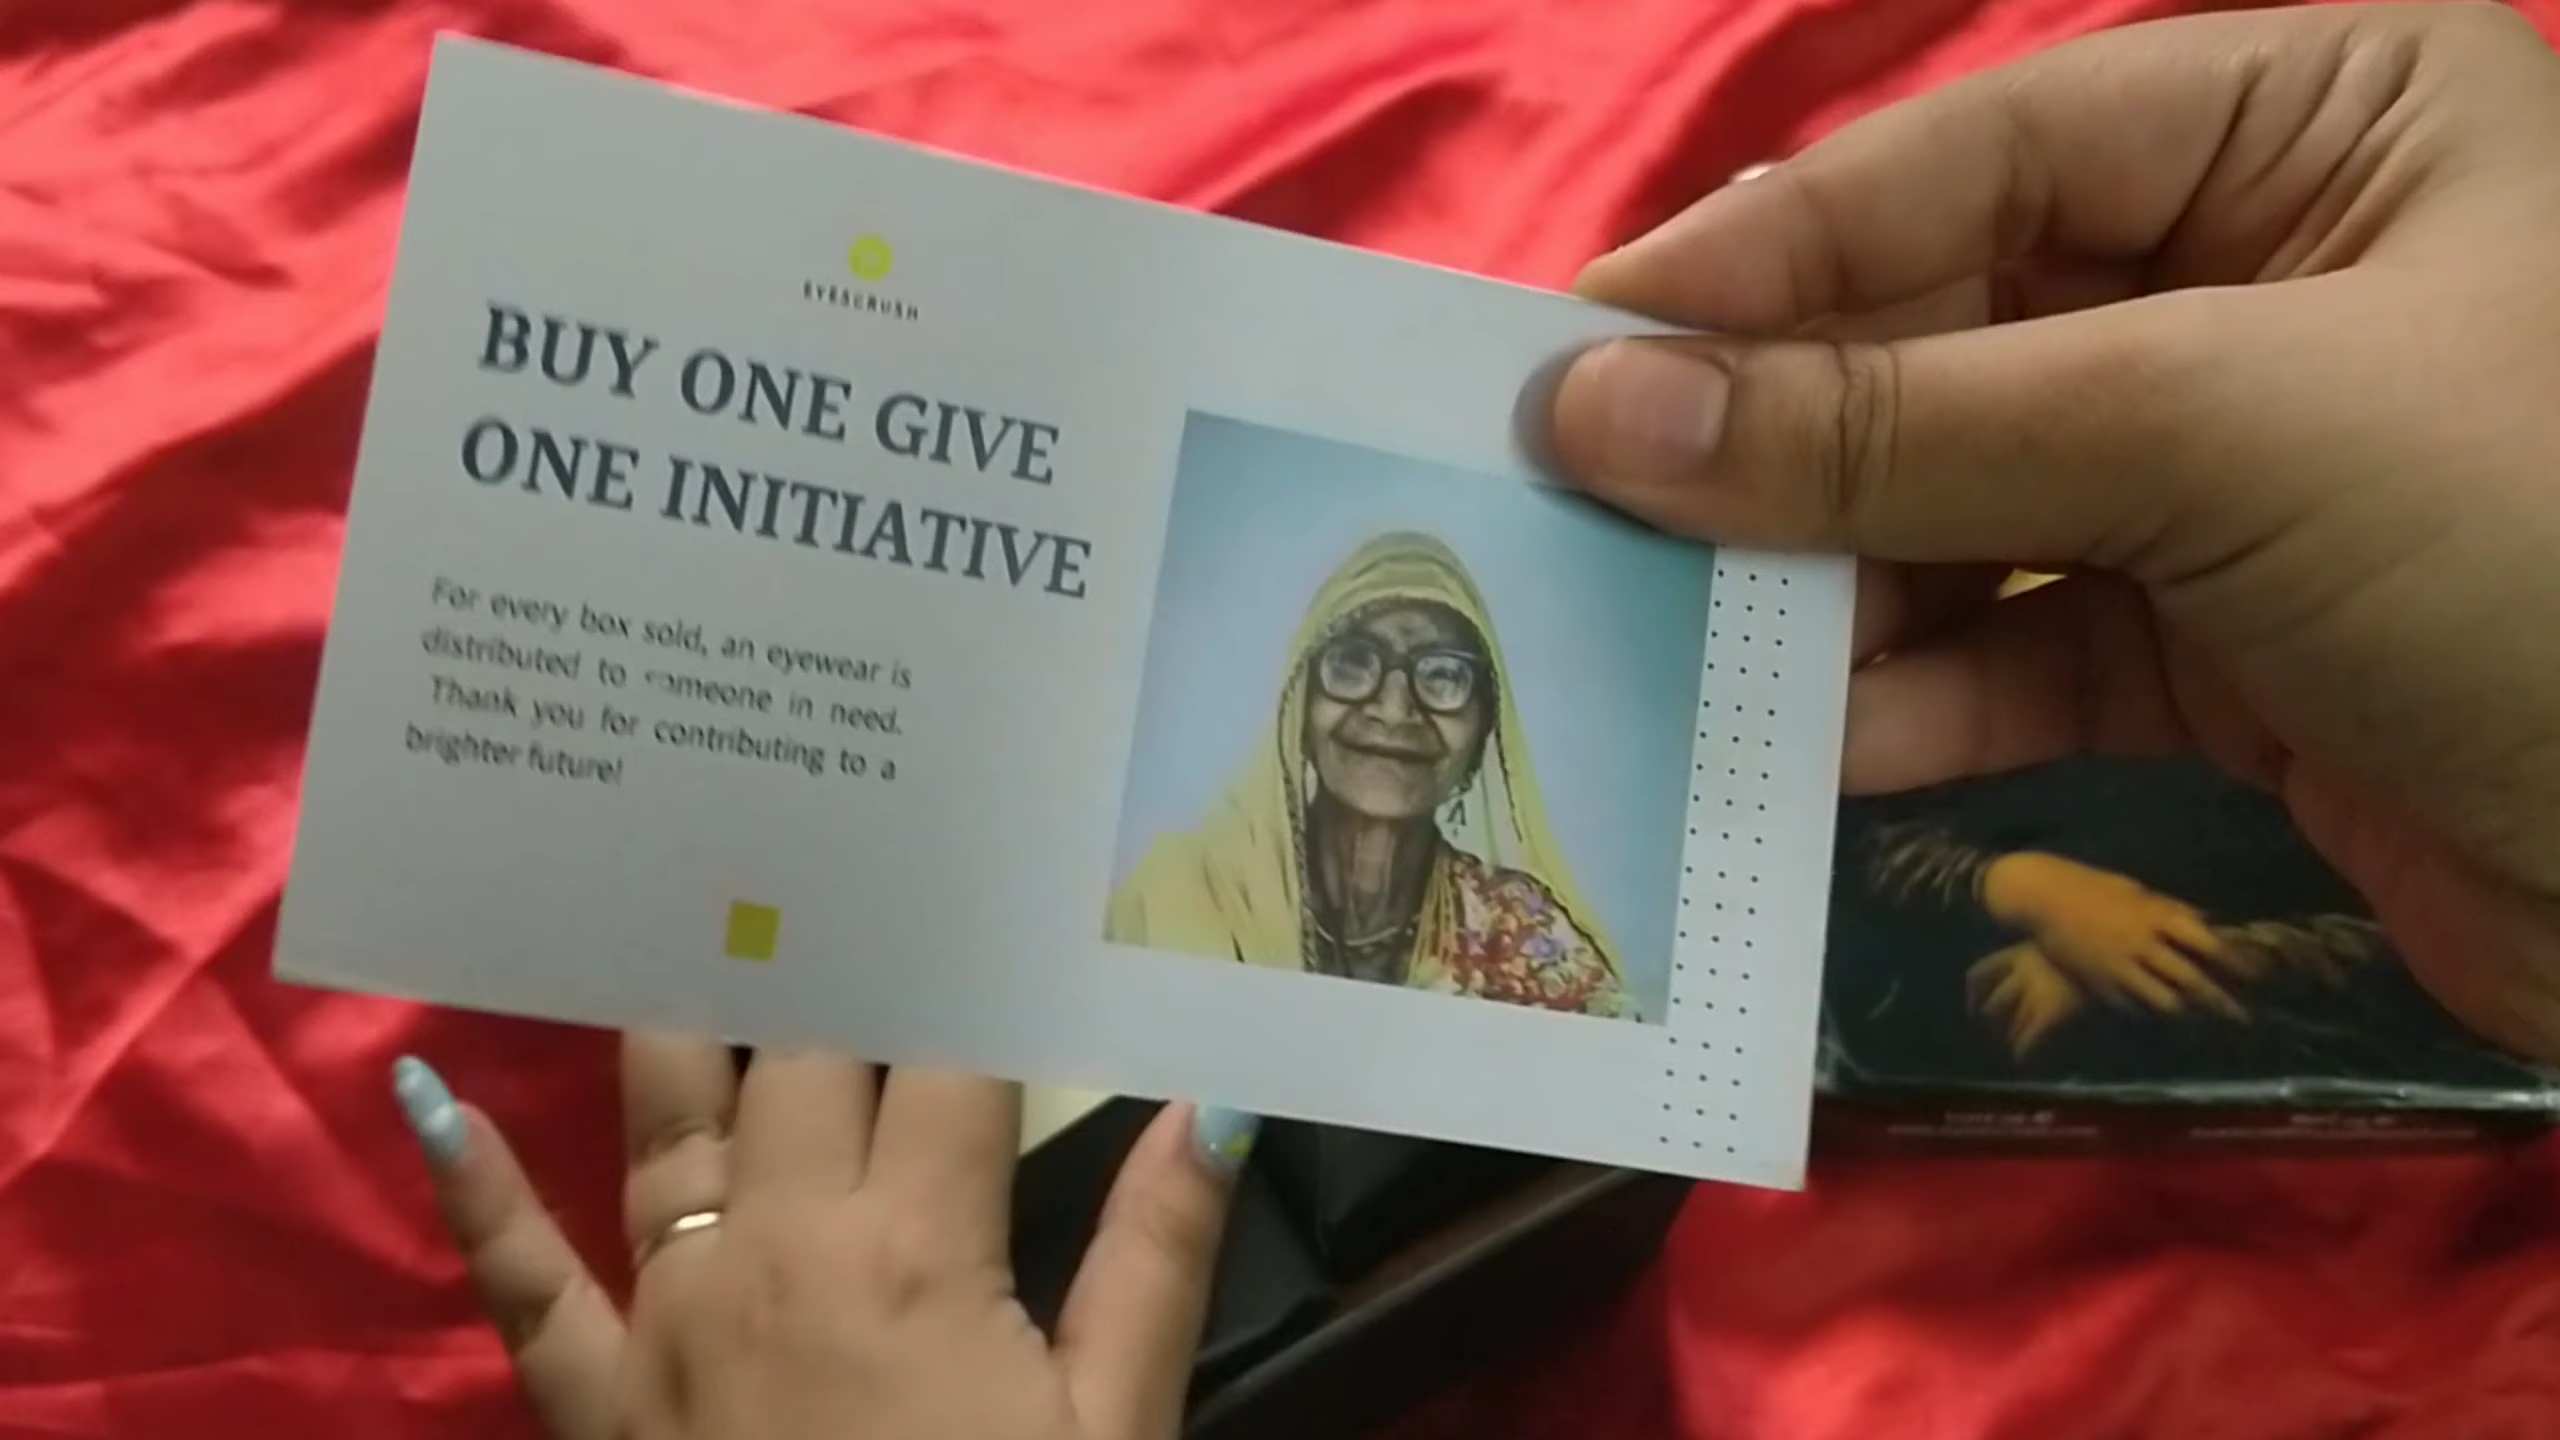 EYESCRUSH
BUY ONE GIVE
ONE INITIATIVE
For every box sold, an eyewear is
distributed to someone in need.
Thank you for contributing to a
brighter future!